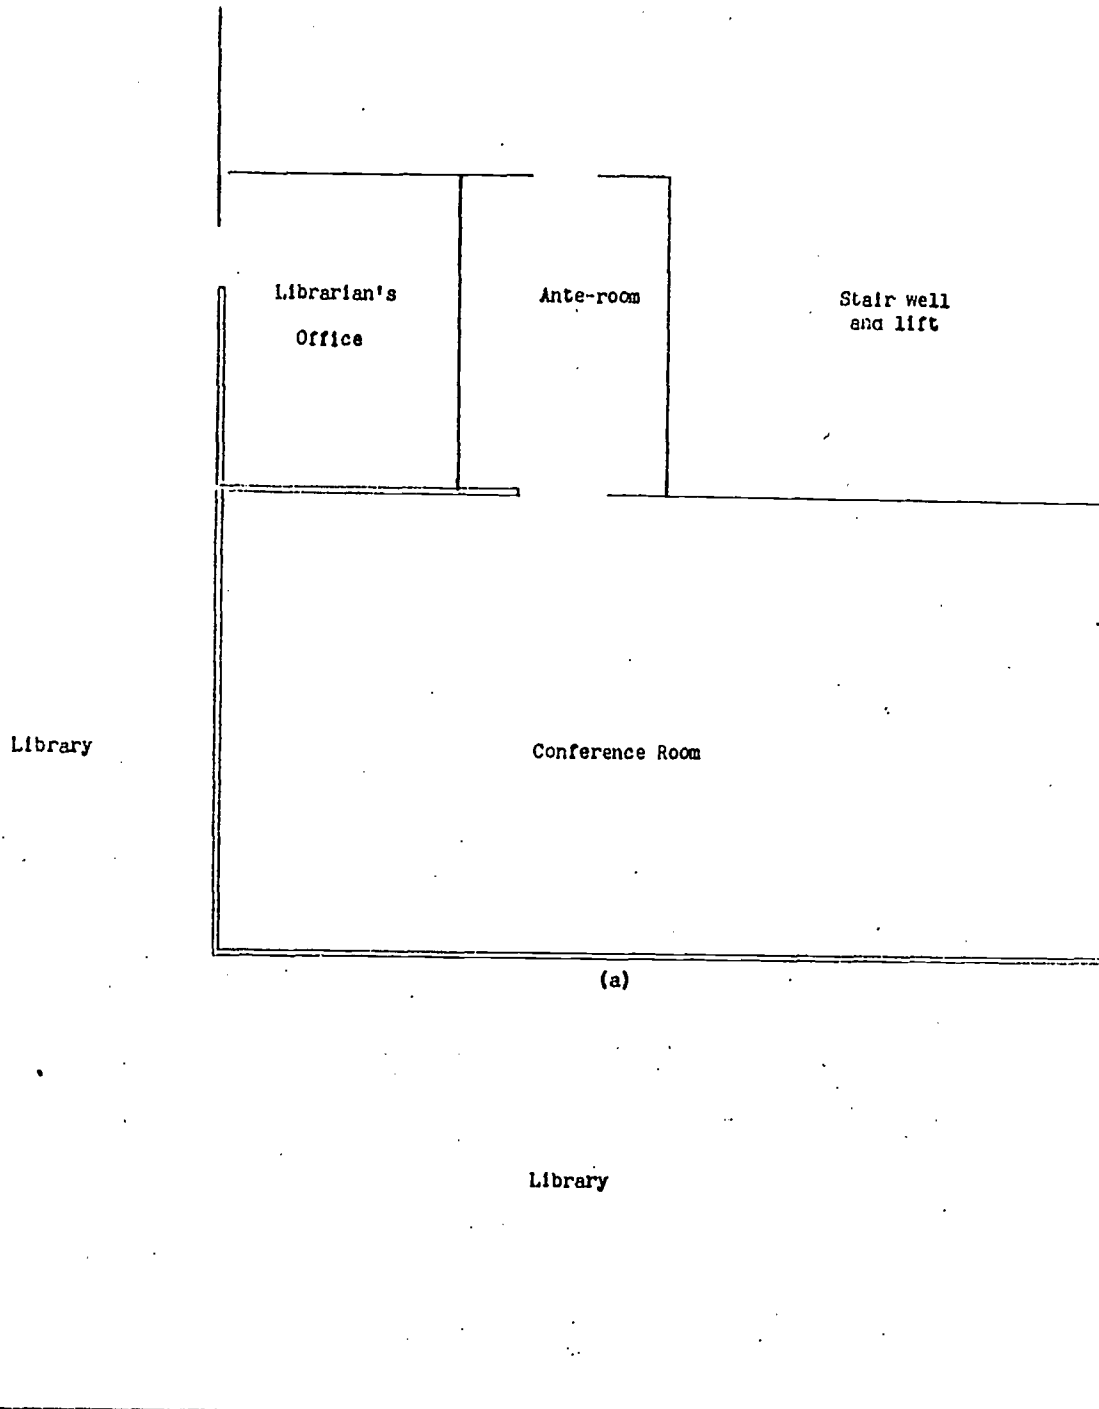 Librarian's
Office
Ante-room
Stair well
and lift
Library
Conference Room
(a)
Library